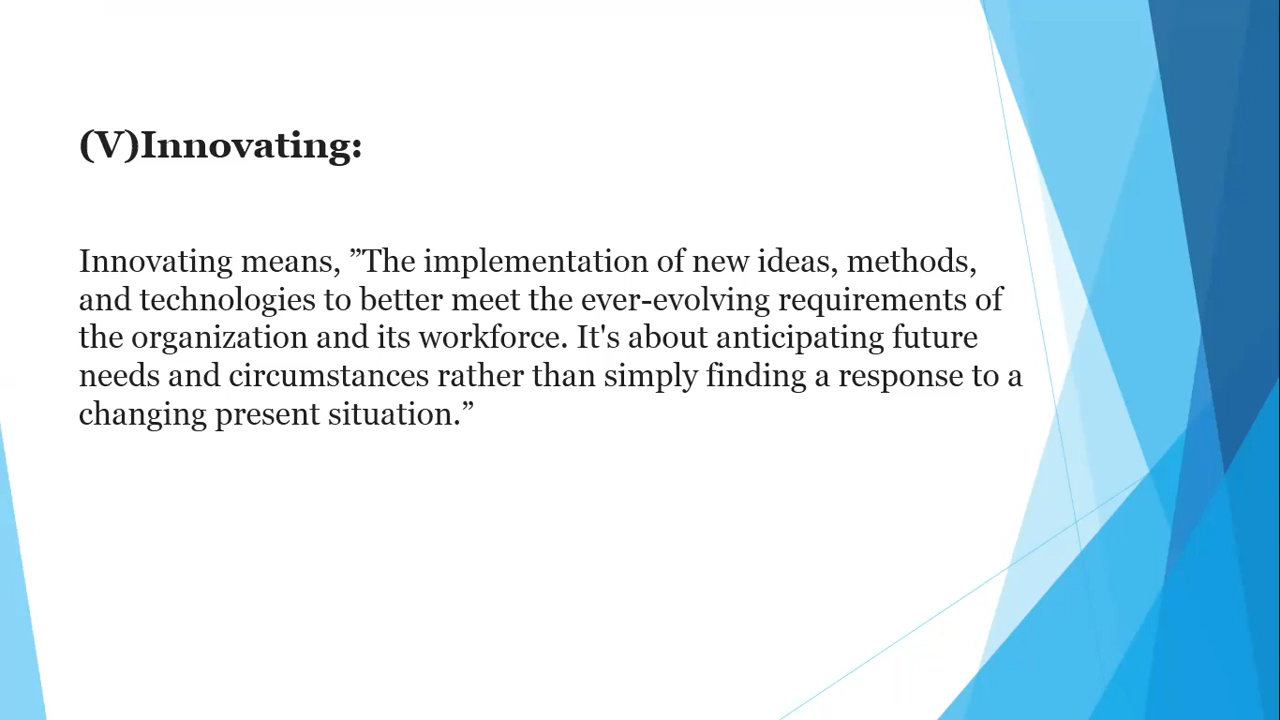 (V)Innovating:
Innovating means, ”The implementation of new ideas, methods,
and technologies to better meet the ever-evolving requirements of
the organization and its workforce. It's about anticipating future
needs and circumstances rather than simply finding a response to a
changing present situation.”